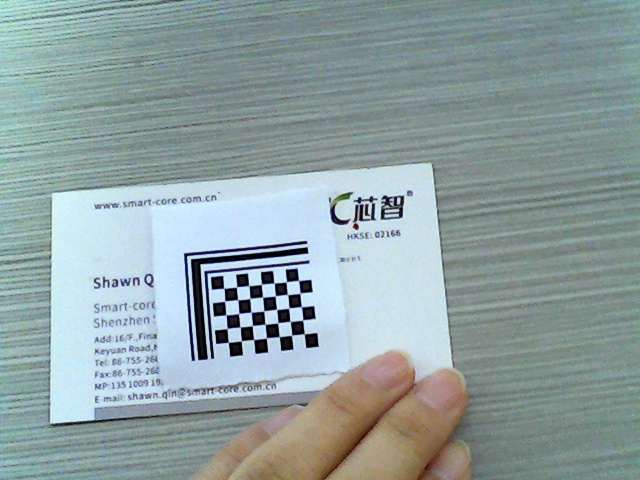 www.smart-core.com.cn
芯智®
HKSE: 02166
ment
Shawn Q
Smart-core
Shenzhen
Add:16/F.,Fina
Keyuan Road,
Tel: 86-755-26
Fax:86-755-26
MP:135 1009 19
E-mail: shawn.qin@smart-core.com.cn